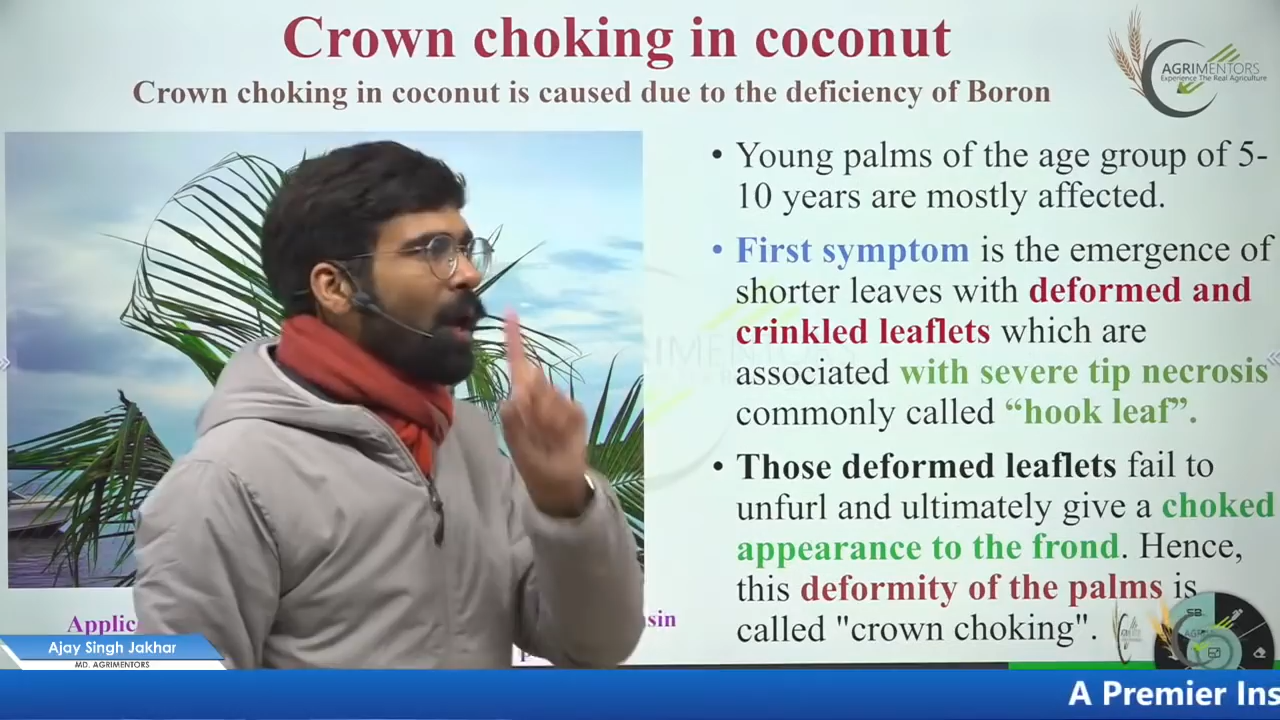 Crown choking in coconut
Crown choking in coconut is caused due to the deficiency of Boron
AGRIMENTORS
Experience The Real Agriculture
• Young palms of the age group of 5-
10 years are mostly affected.
• First symptom is the emergence of
shorter leaves with deformed and
crinkled leaflets which are
associated with severe tip necrosis
commonly called “hook leaf”.
• Those deformed leaflets fail to
unfurl and ultimately give a choked
appearance to the frond. Hence,
this deformity of the palms is
called "crown choking".
Ajay Singh Jakhar
MD. AGRIMENTORS
A Premier Ins